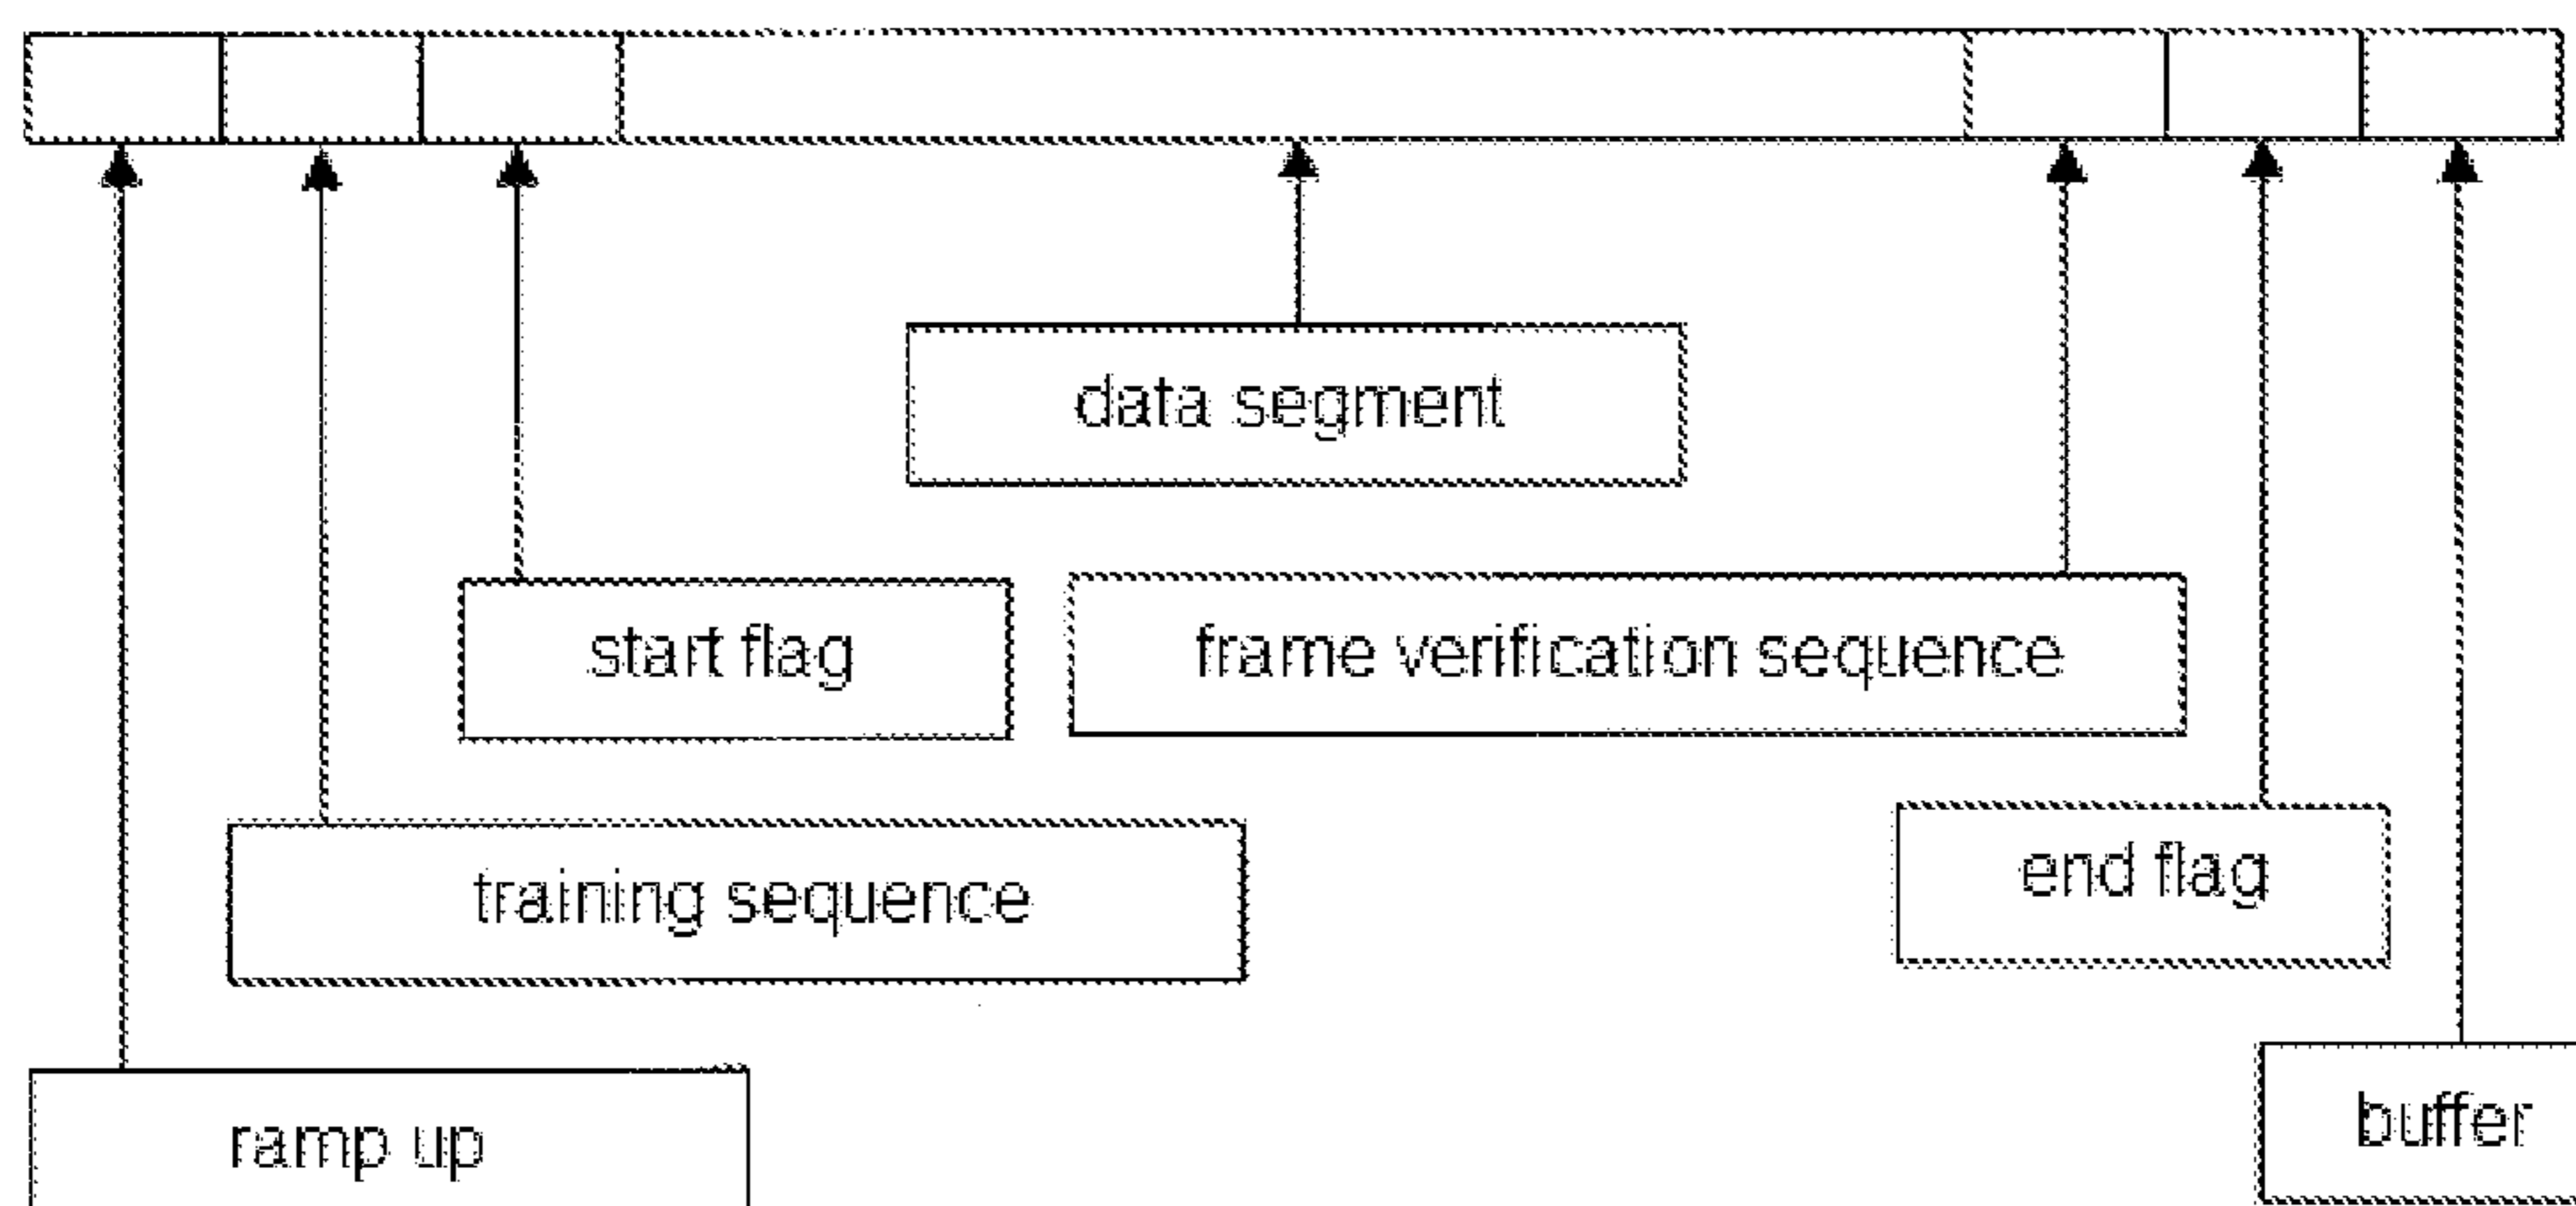 data segment
start flag
frame verification sequence
training sequence
end flag
ramp up
buffer